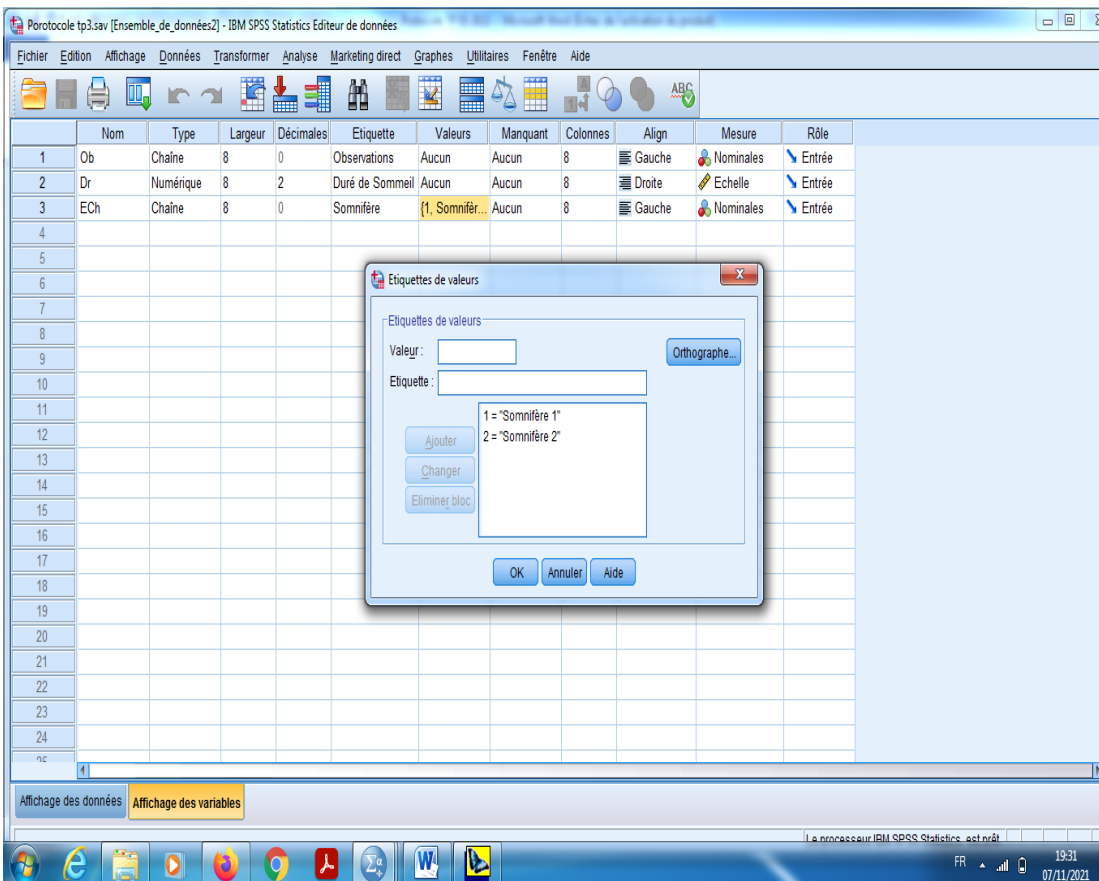 Porotocole tp3.sav [Ensemble_de_données2] - IBM SPSS Statistics Editeur de données
Fichier Edition Affichage Données Transformer Analyse Marketing direct Graphes Utilitaires Fenêtre Aide
Nom Type Largeur Décimales Etiquette Valeurs Manquant Colonnes Align Mesure Rôle
1 Ob Chaîne 8 0 Observations Aucun Aucun 8 Gauche Nominales Entrée
2 Dr Numérique 8 2 Duré de Sommeil Aucun Aucun 8 Droite Echelle Entrée
3 ECh Chaîne 8 0 Somnifère {1, Somnifèr... Aucun 8 Gauche Nominales Entrée
4
5
6
7
8
9
10
11
12
13
14
15
16
17
18
19
20
21
22
23
24
25
Etiquettes de valeurs
Etiquettes de valeurs
Valeur :
Orthographe...
Etiquette :
1 = "Somnifère 1"
2 = "Somnifère 2"
Ajouter
Changer
Eliminer bloc
OK Annuler Aide
Affichage des données Affichage des variables
Le processeur IBM SPSS Statistics est prêt
FR 19:31
07/11/2021